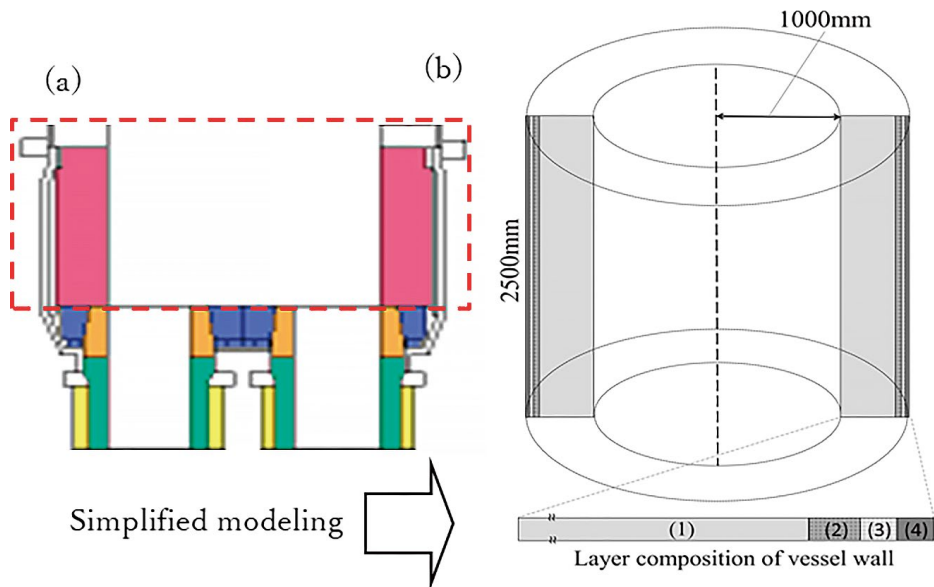 (a)
(b)
1000mm
2500mm
Simplified modeling
(1)
(2)
(3)
(4)
Layer composition of vessel wall